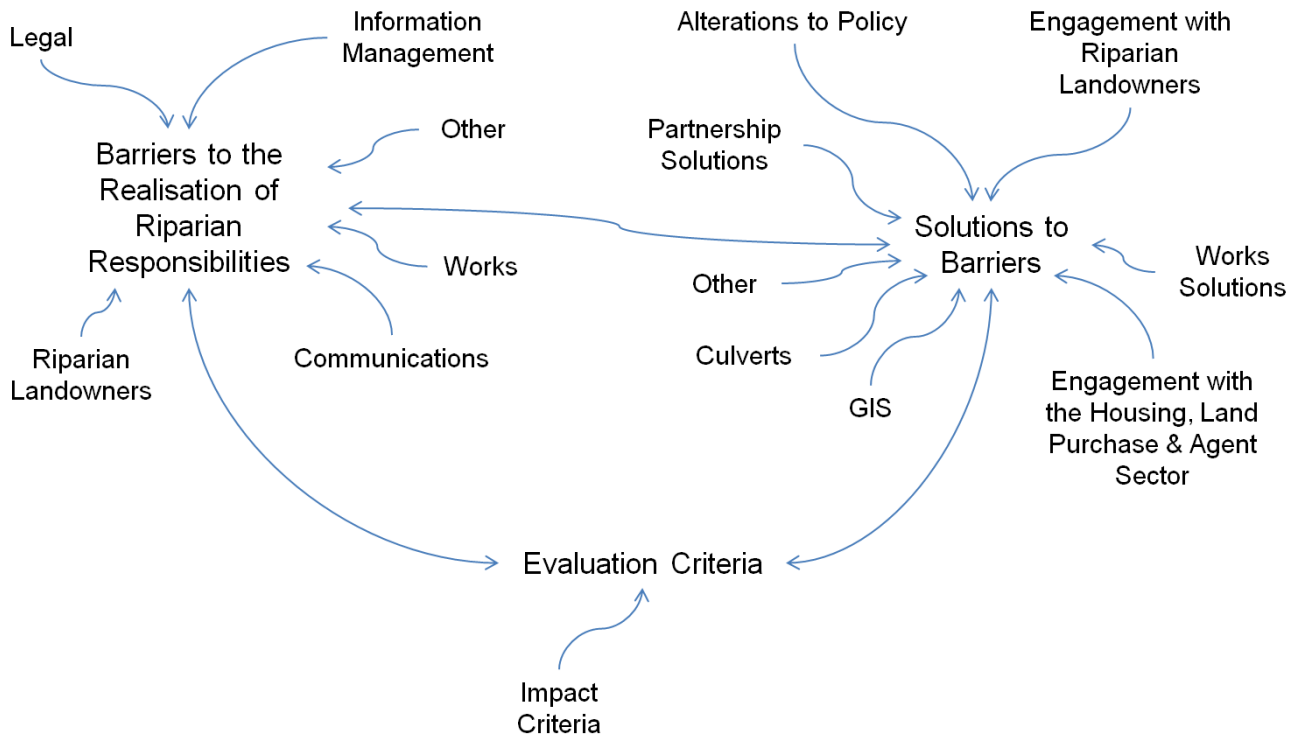 Legal
Information
Management
Other
Barriers to the
Realisation of
Riparian
Responsibilities
Works
Communications
Riparian
Landowners
Alterations to Policy
Engagement with
Riparian
Landowners
Partnership
Solutions
Solutions to
Barriers
Works
Solutions
Other
Culverts
GIS
Engagement with
the Housing, Land
Purchase & Agent
Sector
Evaluation Criteria
Impact
Criteria